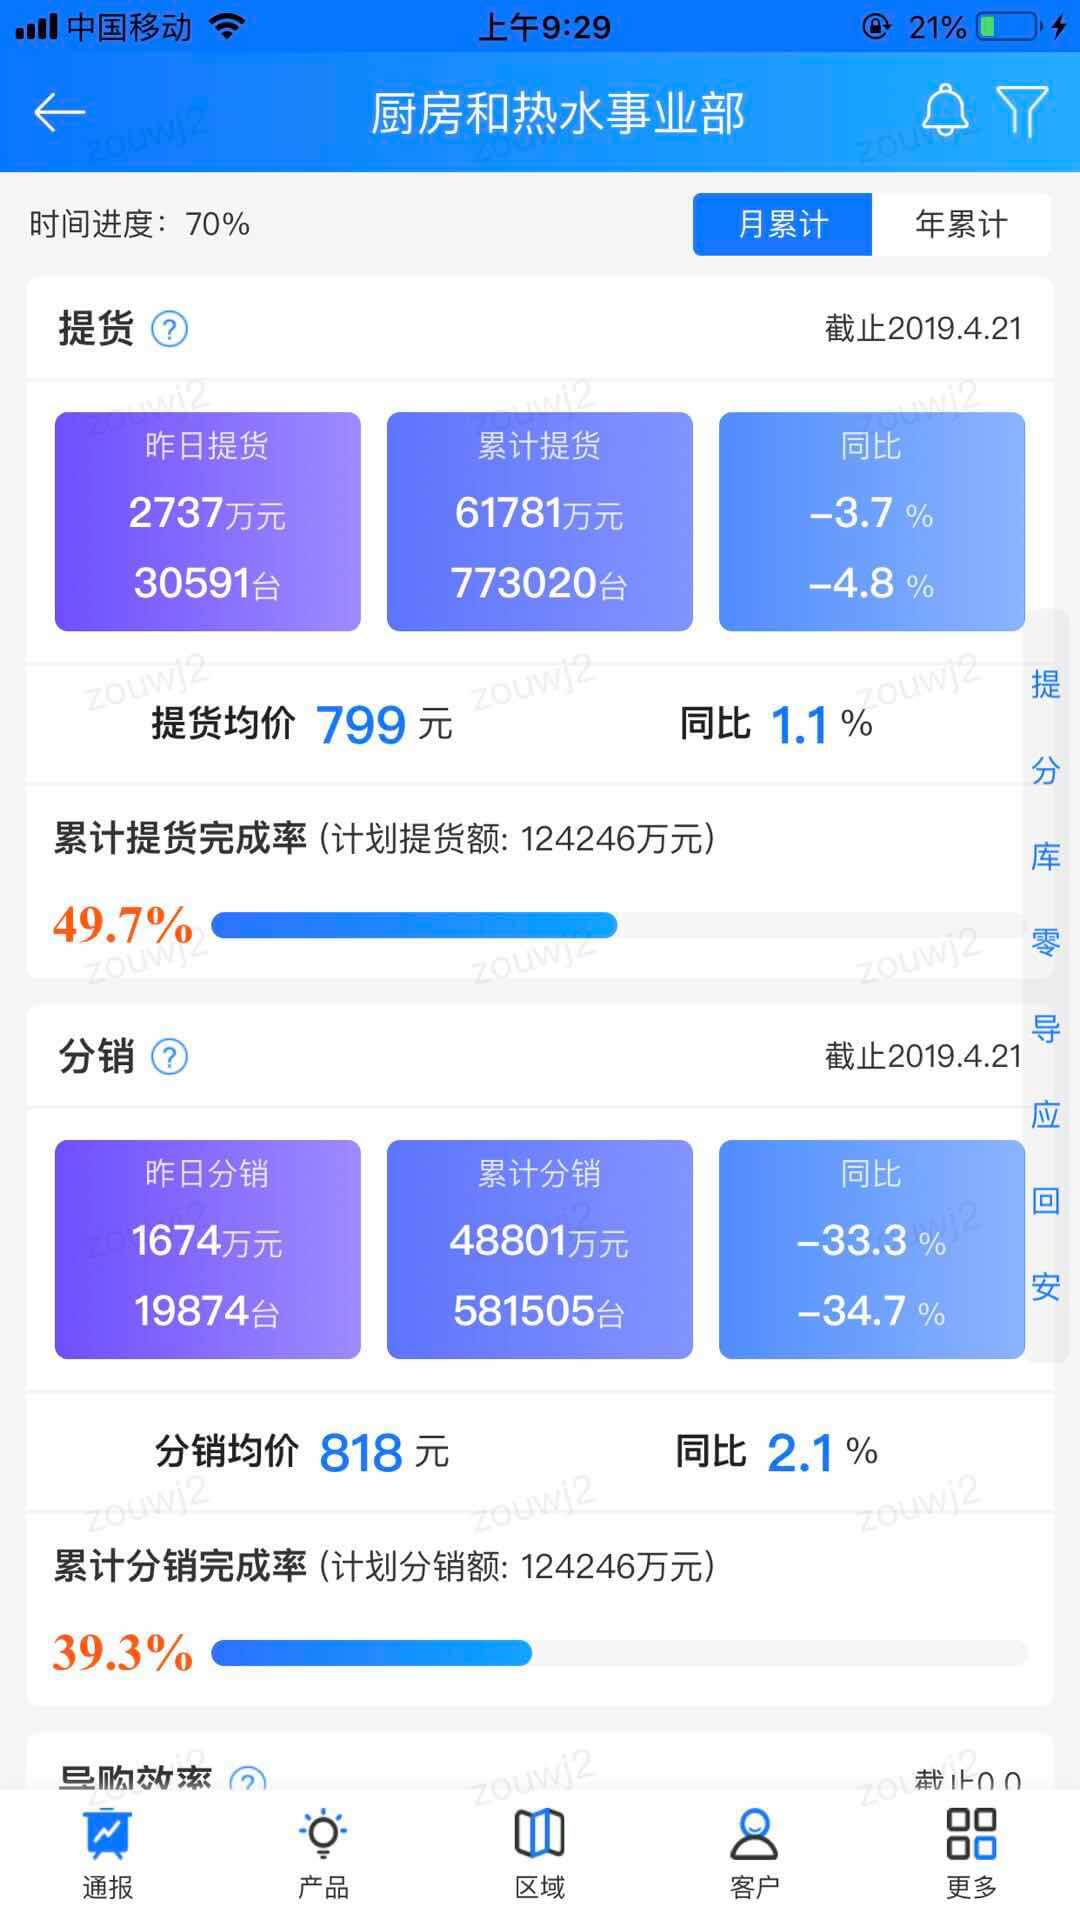 中国移动 上午9:29 21%
厨房和热水事业部
时间进度：70% 月累计 年累计
提货 ? 截止2019.4.21
昨日提货 累计提货 同比
2737万元 61781万元 -3.7 %
30591台 773020台 -4.8 %
提货均价 799 元 同比 1.1 %
累计提货完成率 (计划提货额: 124246万元)
49.7%
分销 ? 截止2019.4.21
昨日分销 累计分销 同比
1674万元 48801万元 -33.3 %
19874台 581505台 -34.7 %
分销均价 818 元 同比 2.1 %
累计分销完成率 (计划分销额: 124246万元)
39.3%
导购效率 ? 截止0.0
提
分
库
零
导
应
回
安
通报 产品 区域 客户 更多
zouwj2